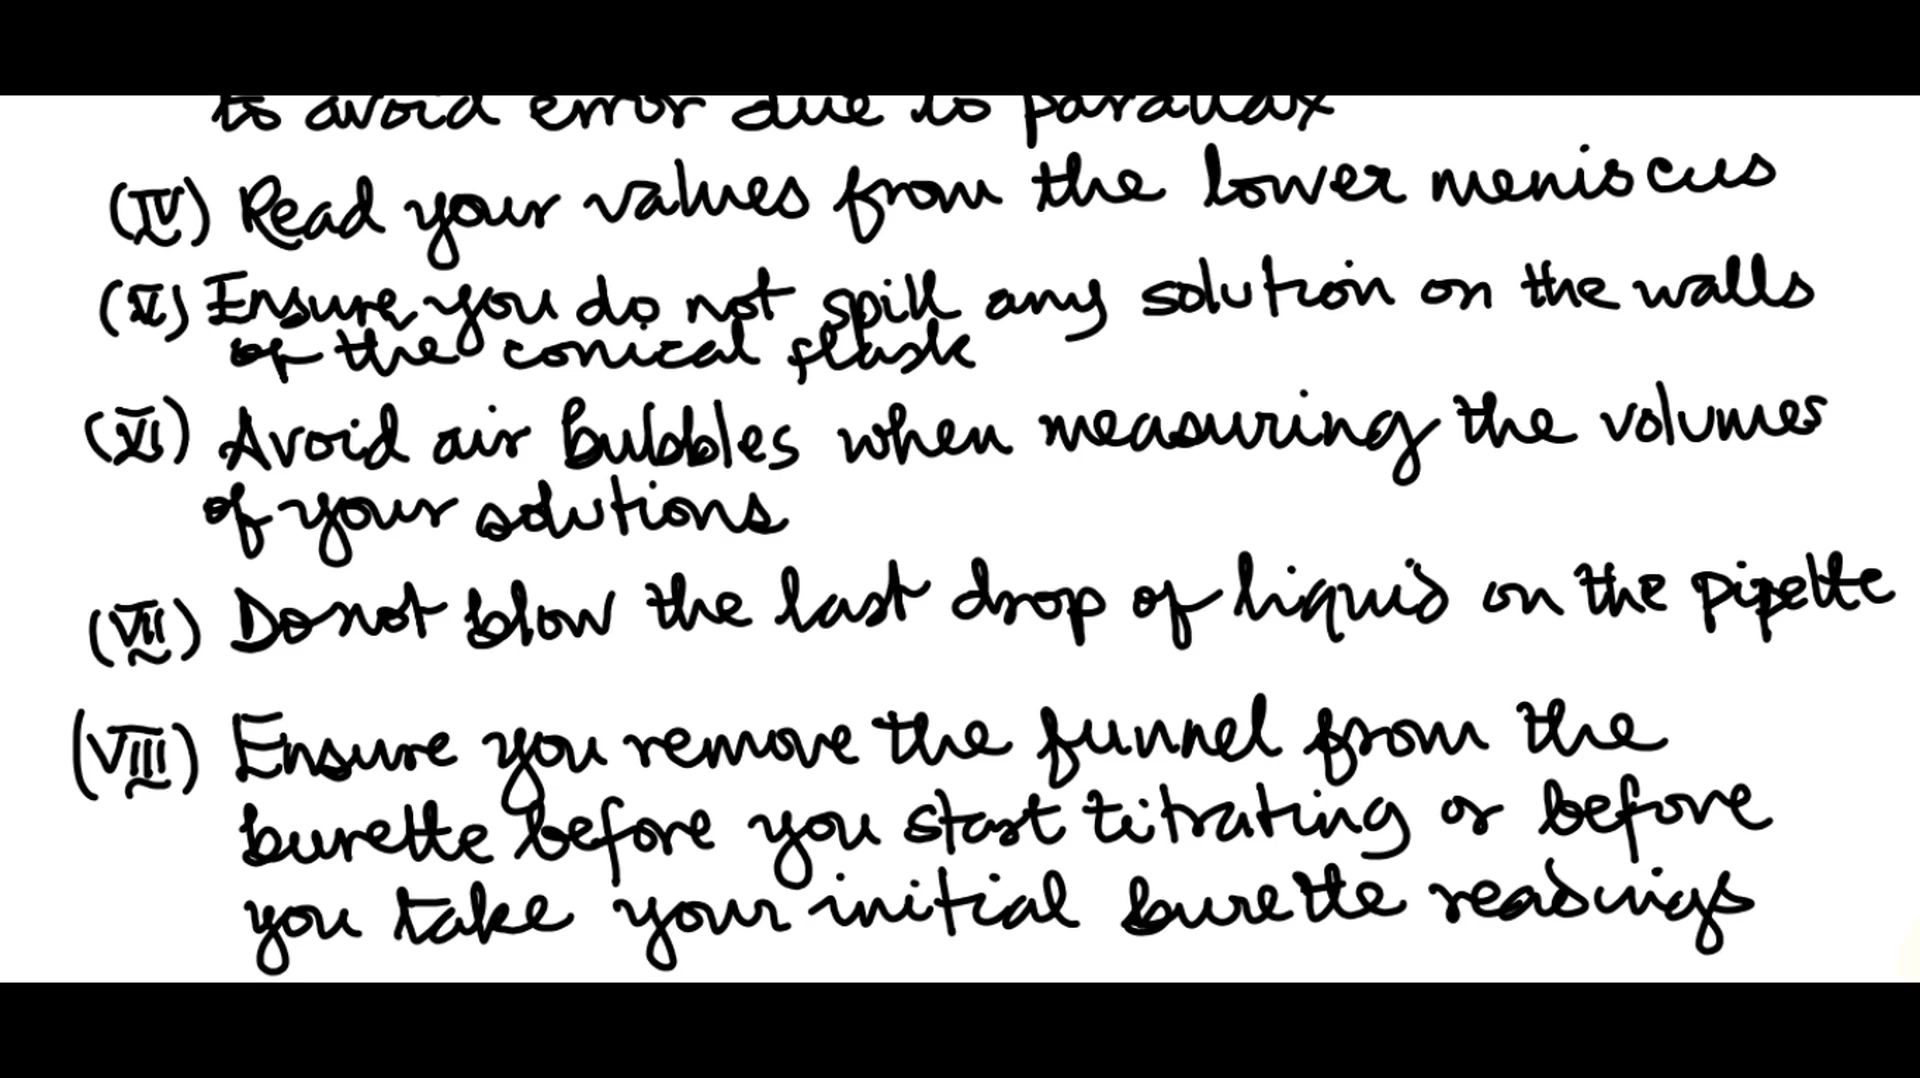 to avoid error due to parallax
(IV) Read your values from the lower meniscus
(V) Ensure you do not spill any solution on the walls
of the conical flask
(VI) Avoid air bubbles when measuring the volumes
of your solutions
(VII) Do not blow the last drop of liquid on the pipette
(VIII) Ensure you remove the funnel from the
burette before you start titrating or before
you take your initial burette readings